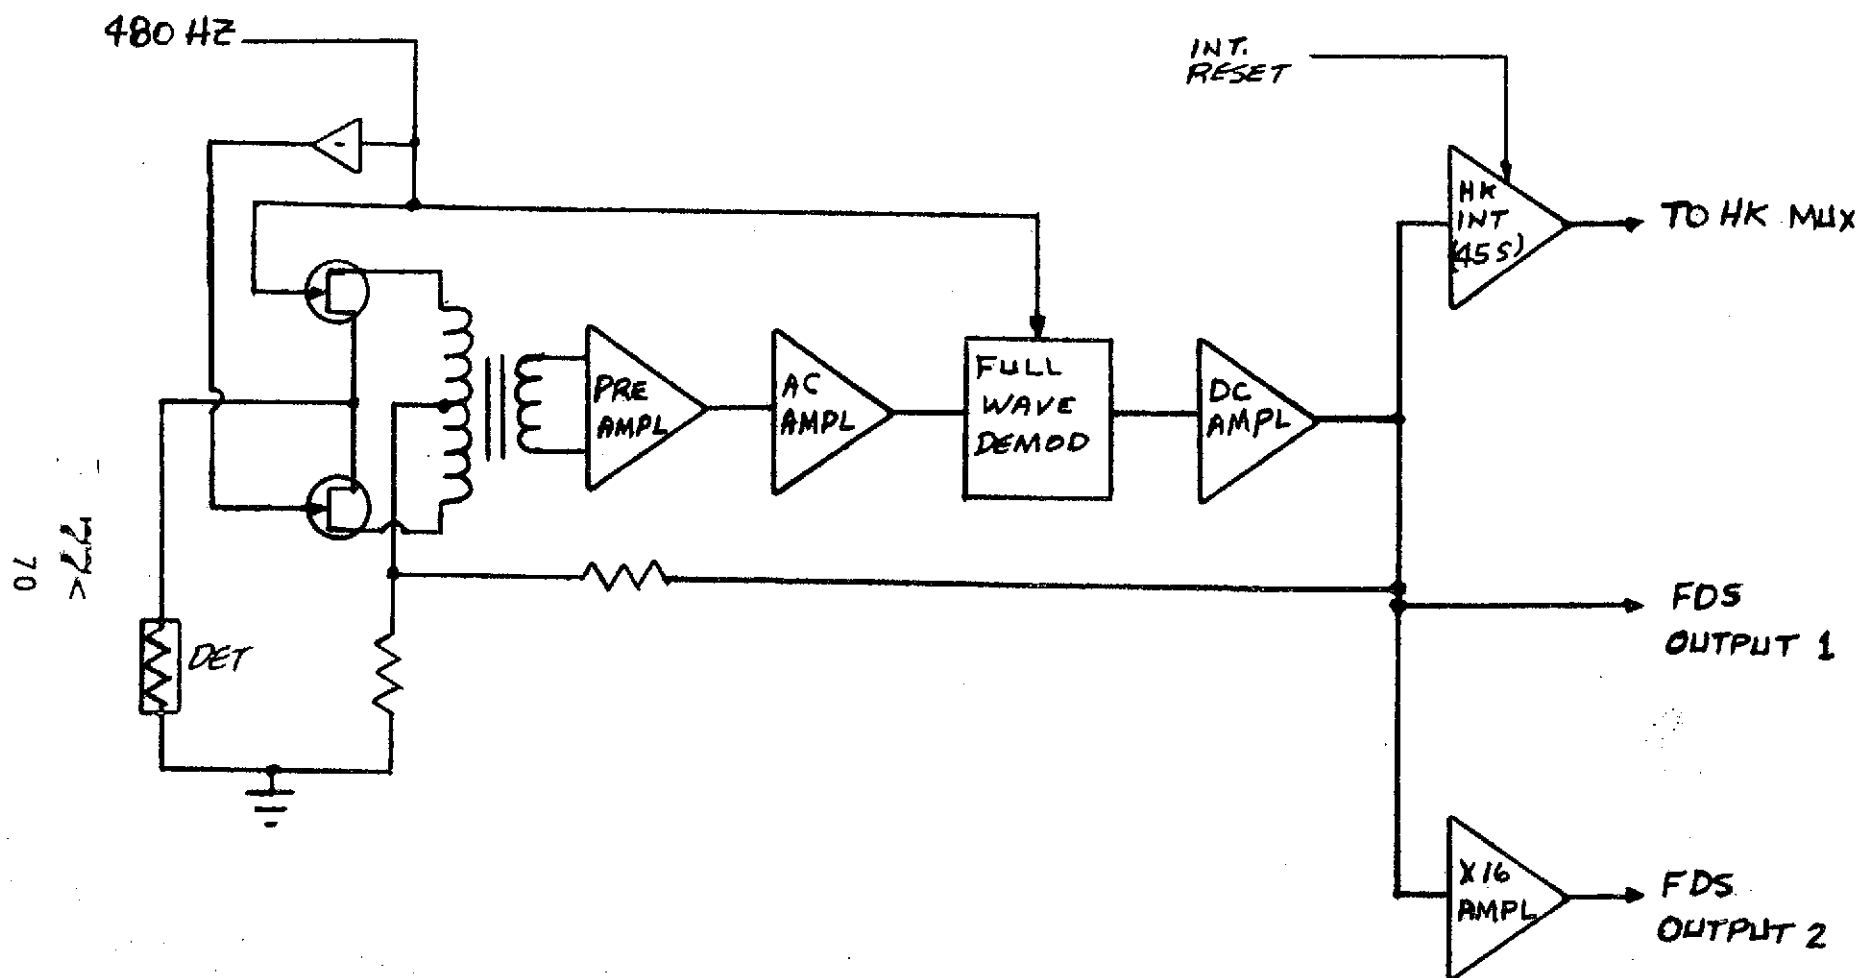 480 HZ
INT.
RESET
-
HK
INT
(45S)
TO HK MUX
PRE
AMPL
AC
AMPL
FULL
WAVE
DEMOD
DC
AMPL
DET
FDS
OUTPUT 1
X16
AMPL
FDS
OUTPUT 2
70